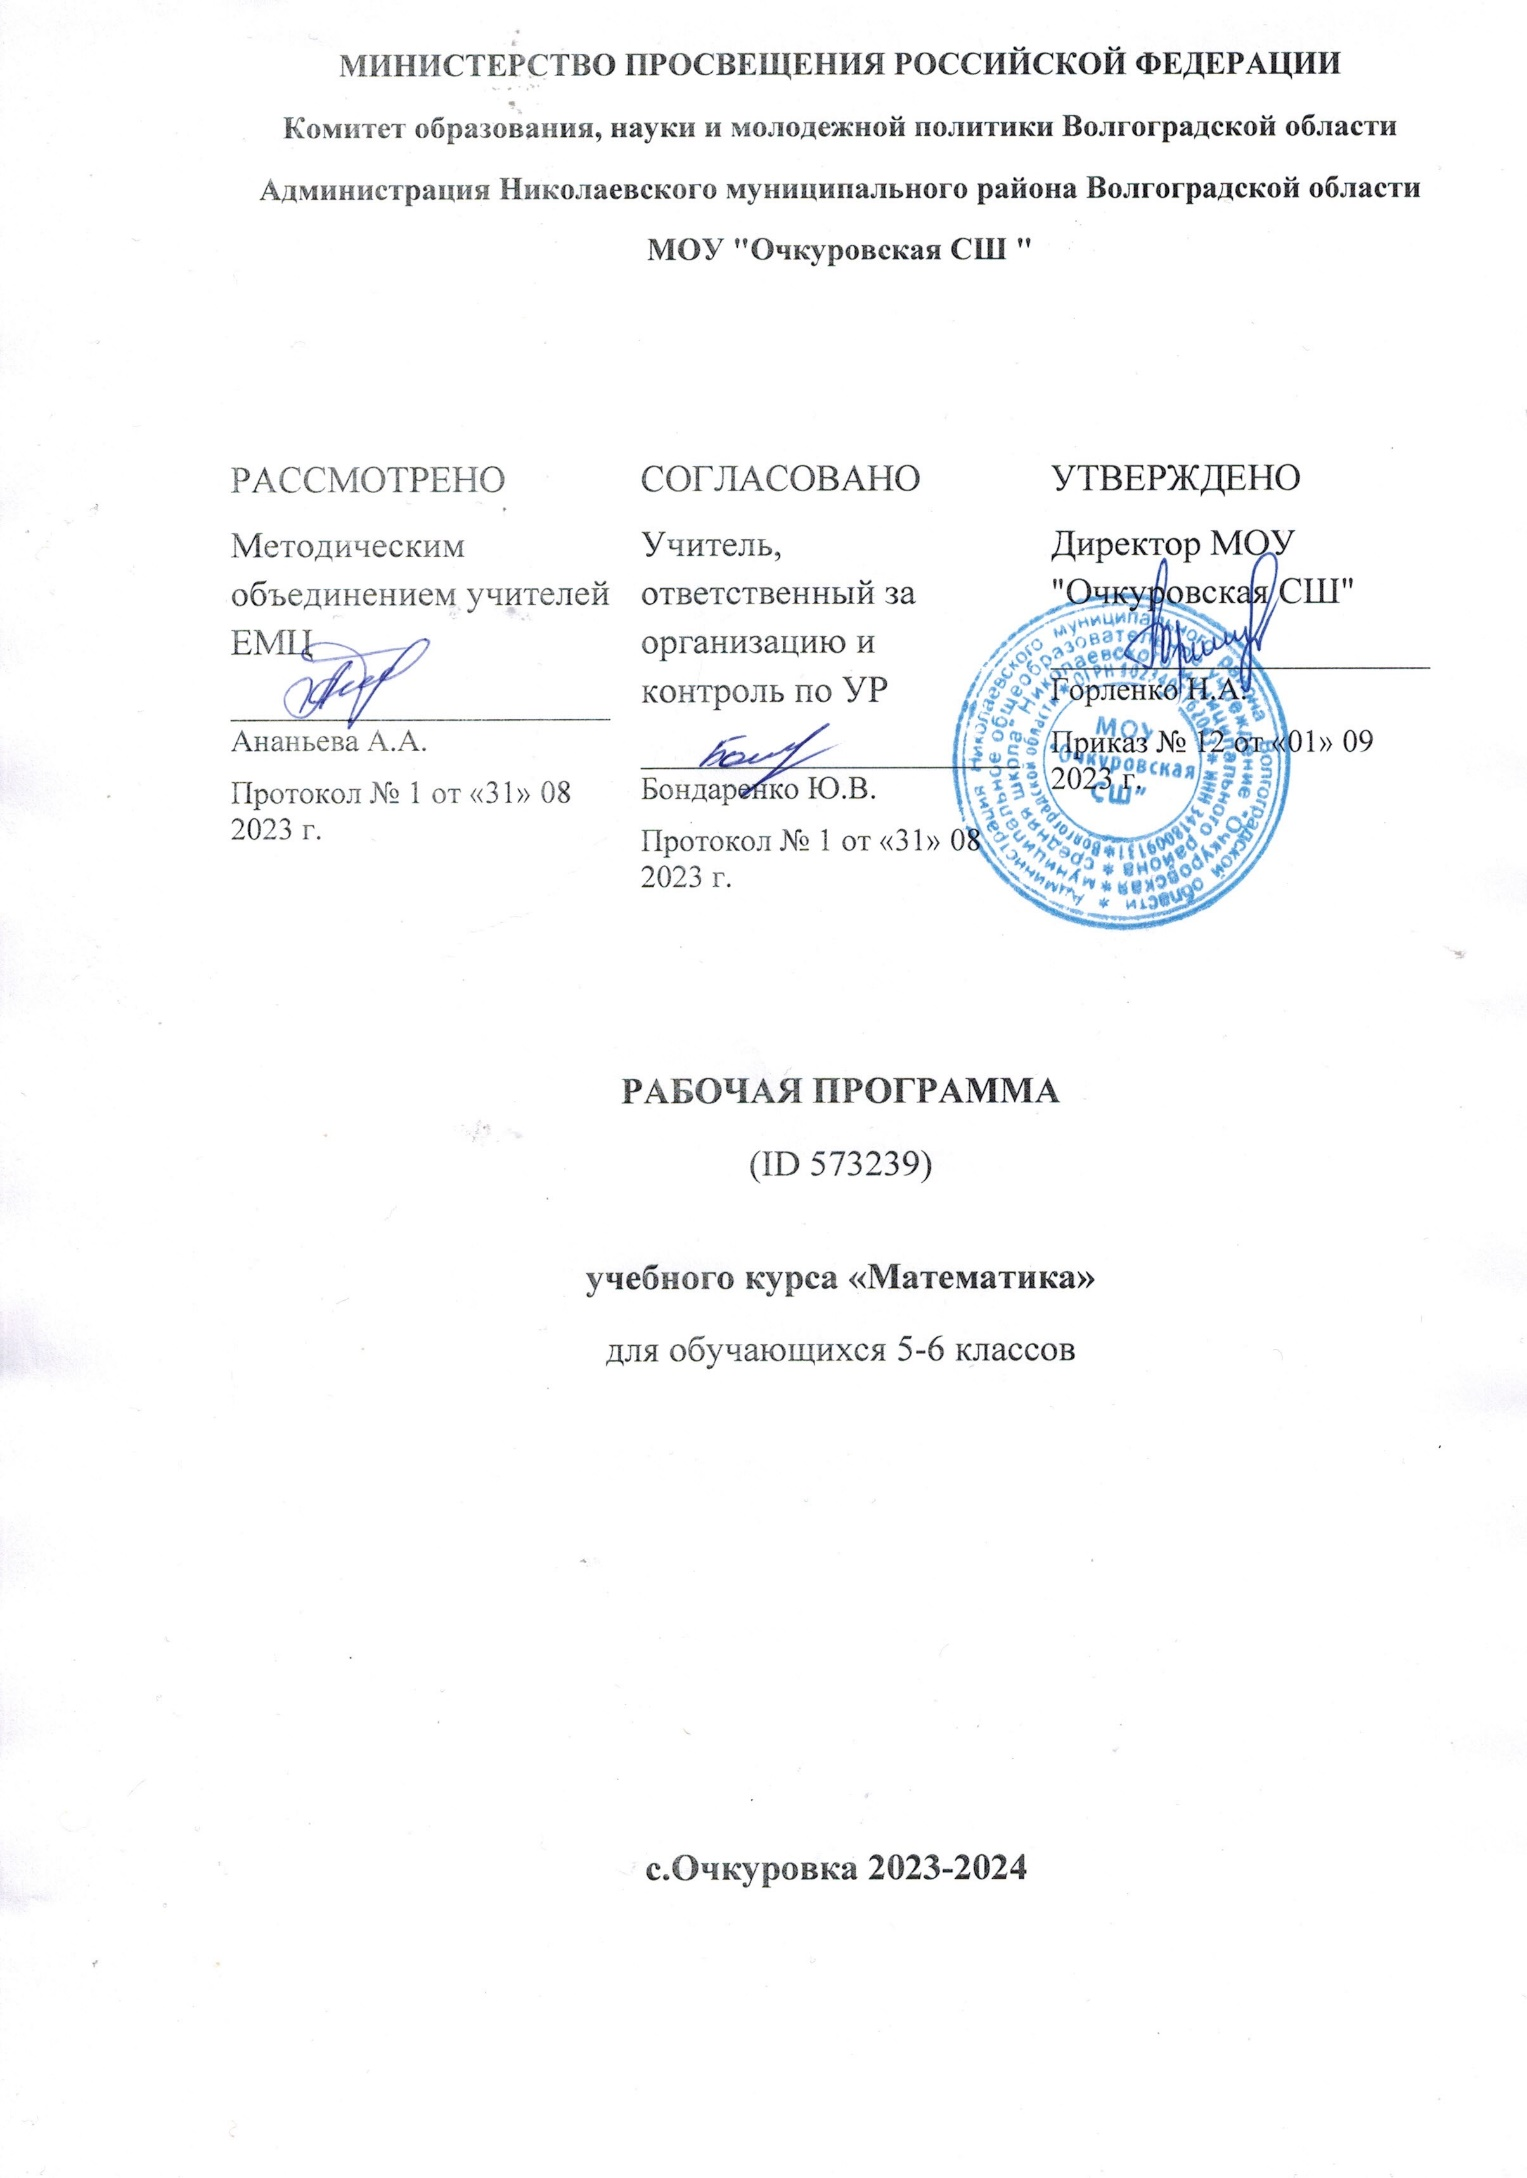 МИНИСТЕРСТВО ПРОСВЕЩЕНИЯ РОССИЙСКОЙ ФЕДЕРАЦИИ
Комитет образования, науки и молодежной политики Волгоградской области
Администрация Николаевского муниципального района Волгоградской области
МОУ "Очкуровская СШ "
РАССМОТРЕНО
Методическим
объединением учителей
ЕМЦ
Ананьева А.А.
Протокол № 1 от «31» 08
2023 г.
СОГЛАСОВАНО
Учитель,
ответственный за
организацию и
контроль по УР
Бондаренко Ю.В.
Протокол № 1 от «31» 08
2023 г.
УТВЕРЖДЕНО
Директор МОУ
"Очкуровская СШ"
Горленко Н.А.
Приказ № 12 от «01» 09
2023 г.
МОУ
"Очкуровская
СШ"
РАБОЧАЯ ПРОГРАММА
(ID 573239)
учебного курса «Математика»
для обучающихся 5-6 классов
с.Очкуровка 2023-2024